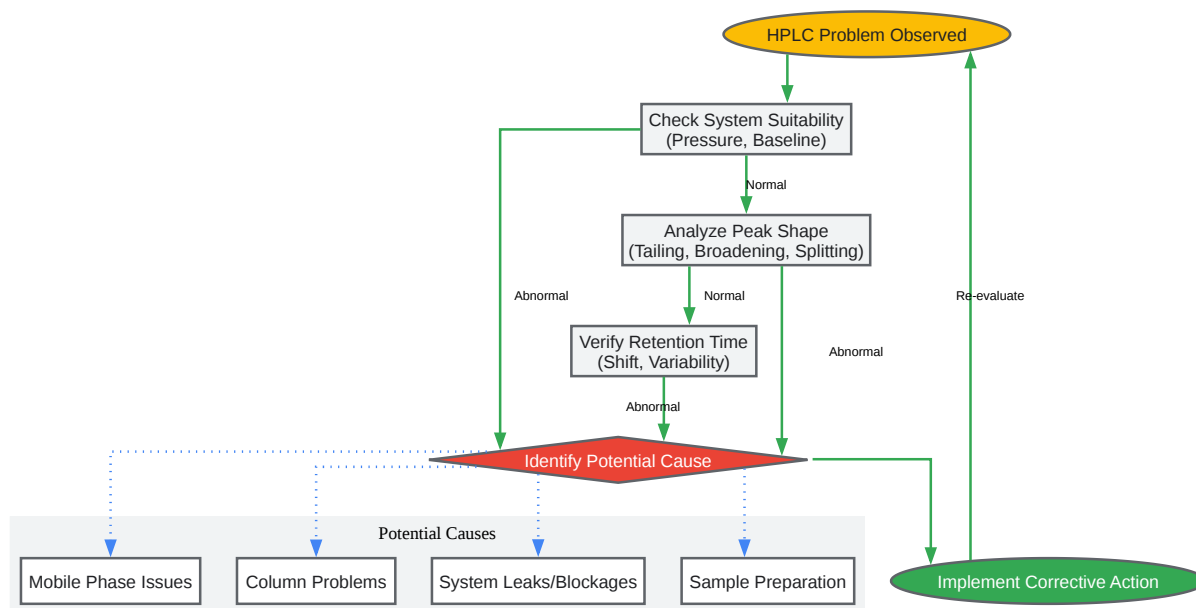 HPLC Problem Observed
Check System Suitability
(Pressure, Baseline)
Normal
Analyze Peak Shape
(Tailing, Broadening, Splitting)
Abnormal
Normal
Re-evaluate
Verify Retention Time
(Shift, Variability)
Abnormal
Abnormal
Identify Potential Cause
Potential Causes
Mobile Phase Issues
Column Problems
System Leaks/Blockages
Sample Preparation
Implement Corrective Action